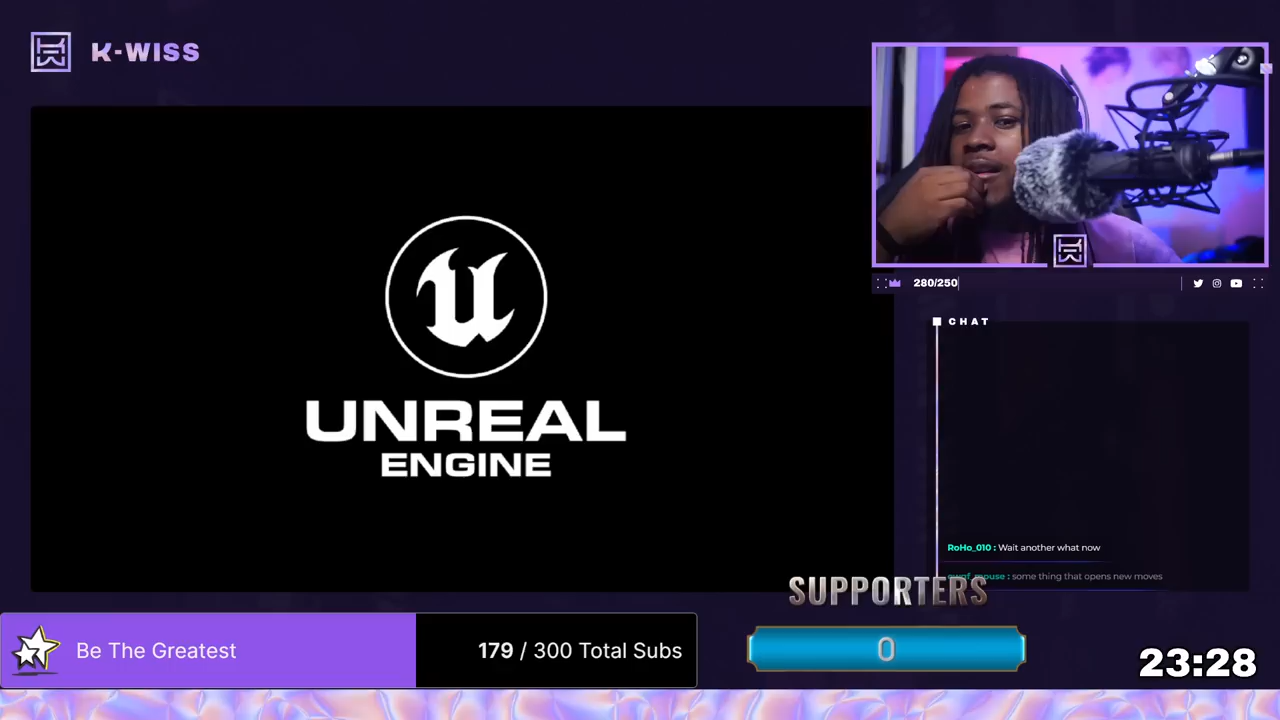 K-WISS
UNREAL
ENGINE
280/250
CHAT
RoHo_010 : Wait another what now
some thing that opens new moves
SUPPORTERS
0
Be The Greatest
179 / 300 Total Subs
23:28